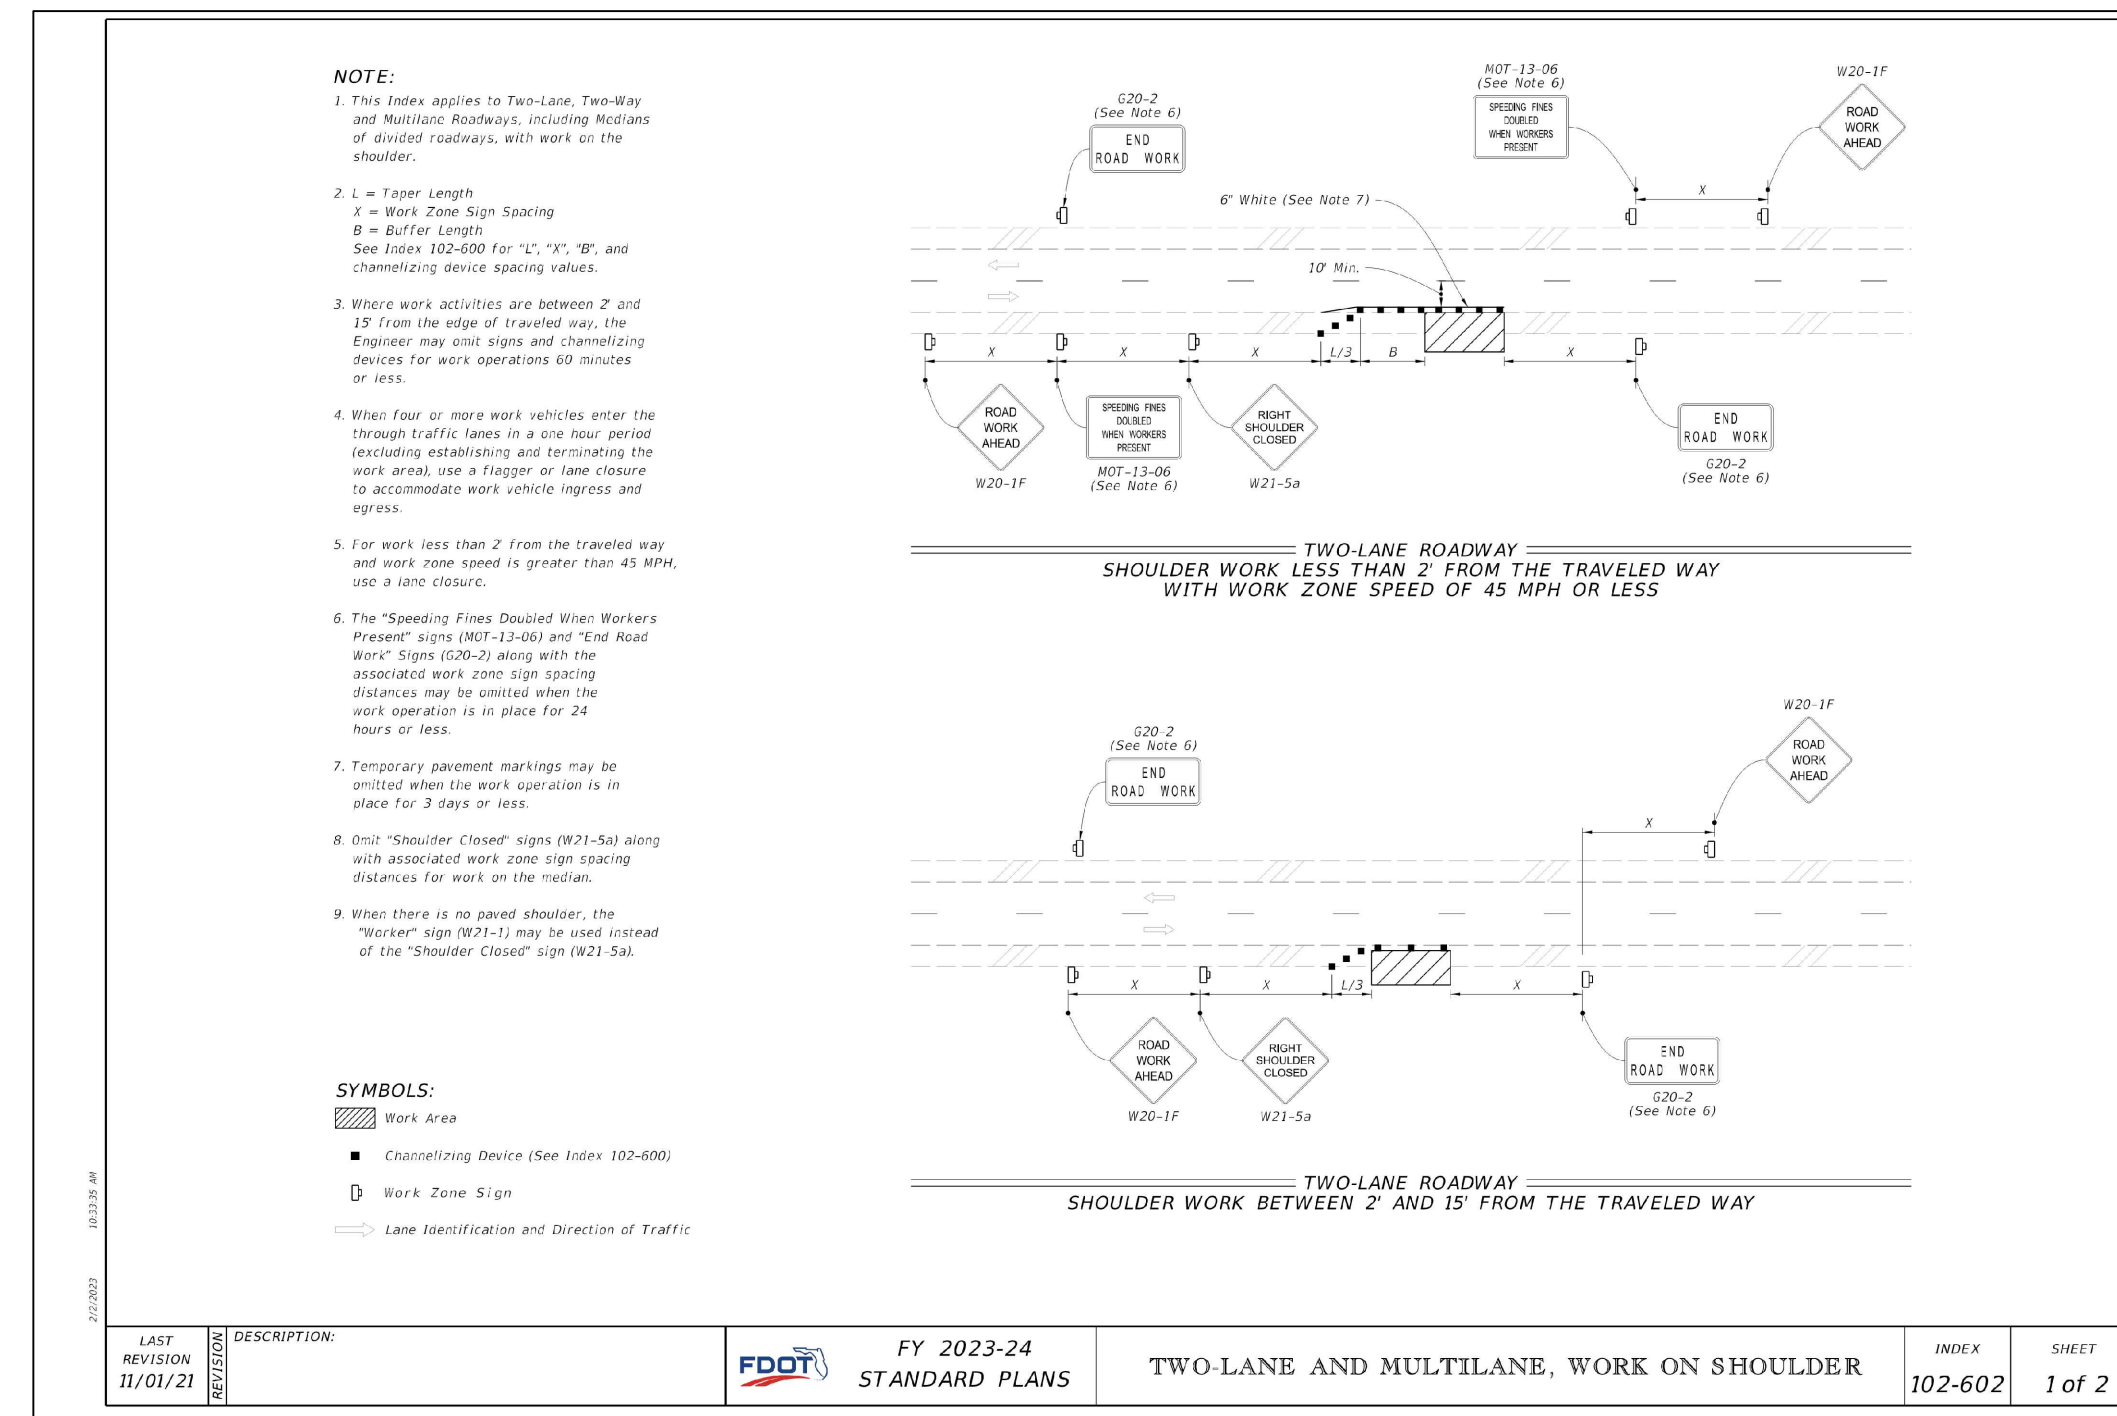 NOTE:
1. This Index applies to Two-Lane, Two-Way
and Multilane Roadways, including Medians
of divided roadways, with work on the
shoulder.
2. L = Taper Length
X = Work Zone Sign Spacing
B = Buffer Length
See Index 102-600 for "L", "X", "B", and
channelizing device spacing values.
3. Where work activities are between 2' and
15' from the edge of traveled way, the
Engineer may omit signs and channelizing
devices for work operations 60 minutes
or less.
4. When four or more work vehicles enter the
through traffic lanes in a one hour period
(excluding establishing and terminating the
work area), use a flagger or lane closure
to accommodate work vehicle ingress and
egress.
5. For work less than 2' from the traveled way
and work zone speed is greater than 45 MPH,
use a lane closure.
6. The "Speeding Fines Doubled When Workers
Present" signs (MOT-13-06) and "End Road
Work" Signs (G20-2) along with the
associated work zone sign spacing
distances may be omitted when the
work operation is in place for 24
hours or less.
7. Temporary pavement markings may be
omitted when the work operation is in
place for 3 days or less.
8. Omit "Shoulder Closed" signs (W21-5a) along
with associated work zone sign spacing
distances for work on the median.
9. When there is no paved shoulder, the
"Worker" sign (W21-1) may be used instead
of the "Shoulder Closed" sign (W21-5a).
SYMBOLS:
Work Area
Channelizing Device (See Index 102-600)
Work Zone Sign
Lane Identification and Direction of Traffic
G20-2
(See Note 6)
END
ROAD WORK
MOT-13-06
(See Note 6)
SPEEDING FINES
DOUBLED
WHEN WORKERS
PRESENT
W20-1F
ROAD
WORK
AHEAD
X
6" White (See Note 7)
10' Min.
X
X
X
L/3
B
X
ROAD
WORK
AHEAD
W20-1F
SPEEDING FINES
DOUBLED
WHEN WORKERS
PRESENT
MOT-13-06
(See Note 6)
RIGHT
SHOULDER
CLOSED
W21-5a
END
ROAD WORK
G20-2
(See Note 6)
TWO-LANE ROADWAY
SHOULDER WORK LESS THAN 2' FROM THE TRAVELED WAY
WITH WORK ZONE SPEED OF 45 MPH OR LESS
G20-2
(See Note 6)
END
ROAD WORK
W20-1F
ROAD
WORK
AHEAD
X
X
X
L/3
X
ROAD
WORK
AHEAD
W20-1F
RIGHT
SHOULDER
CLOSED
W21-5a
END
ROAD WORK
G20-2
(See Note 6)
TWO-LANE ROADWAY
SHOULDER WORK BETWEEN 2' AND 15' FROM THE TRAVELED WAY
2/2/2023 10:33:35 AM
LAST
REVISION
11/01/21
REVISION
DESCRIPTION:
FDOT
FY 2023-24
STANDARD PLANS
TWO-LANE AND MULTILANE, WORK ON SHOULDER
INDEX
102-602
SHEET
1 of 2